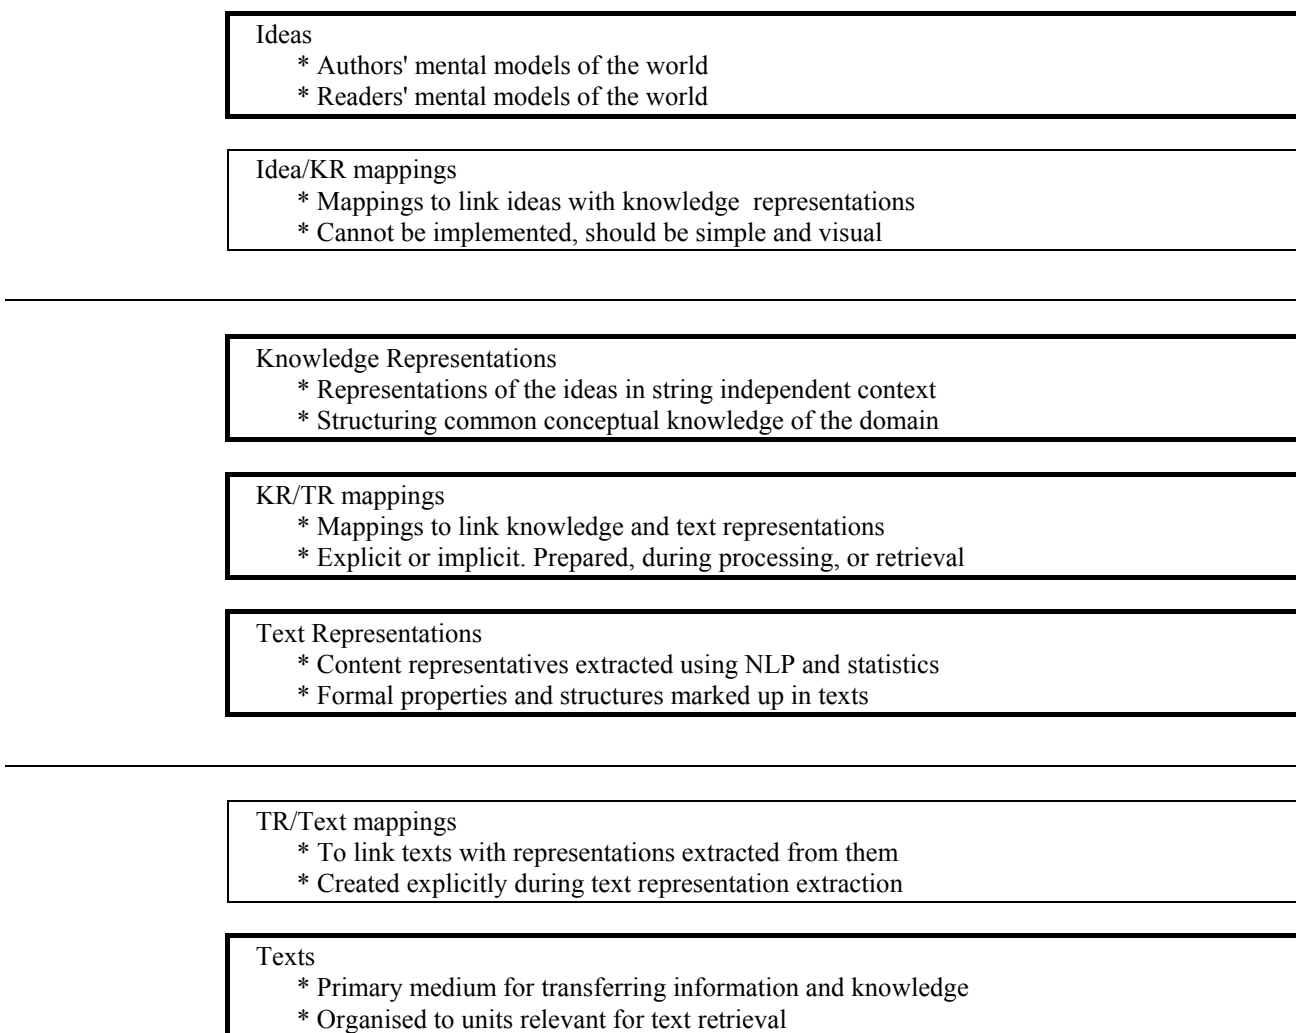 Ideas
* Authors' mental models of the world
* Readers' mental models of the world
Idea/KR mappings
* Mappings to link ideas with knowledge  representations
* Cannot be implemented, should be simple and visual
Knowledge Representations
* Representations of the ideas in string independent context
* Structuring common conceptual knowledge of the domain
KR/TR mappings
* Mappings to link knowledge and text representations
* Explicit or implicit. Prepared, during processing, or retrieval
Text Representations
* Content representatives extracted using NLP and statistics
* Formal properties and structures marked up in texts
TR/Text mappings
* To link texts with representations extracted from them
* Created explicitly during text representation extraction
Texts
* Primary medium for transferring information and knowledge
* Organised to units relevant for text retrieval